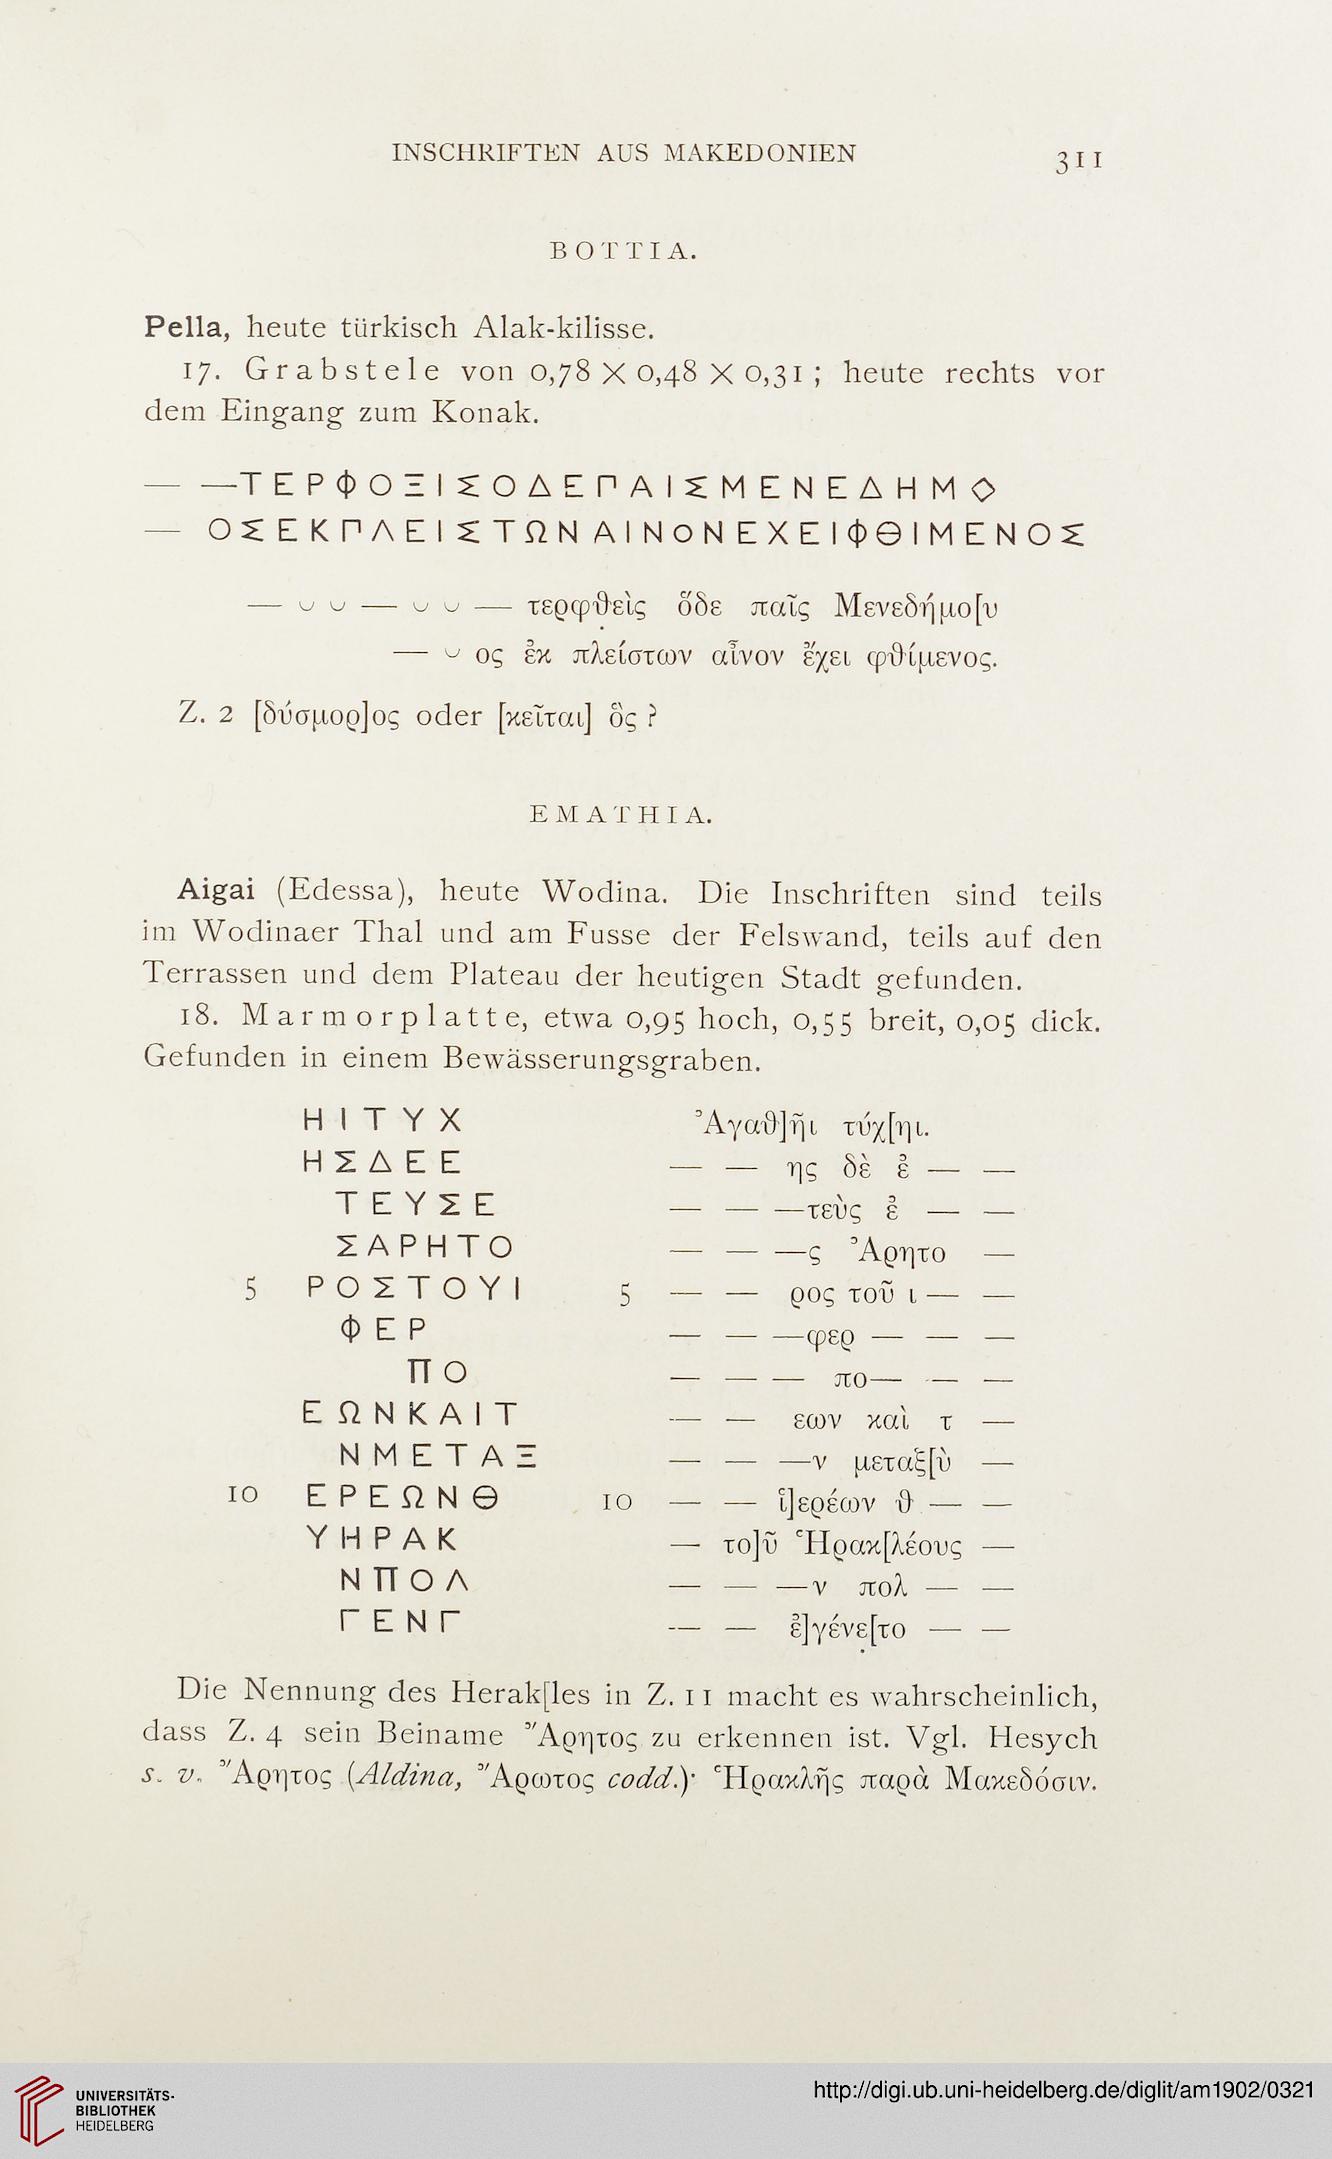 INSCHRIFTEN AUS MAKEDONIEN 311
BOTTIA.
Pella, heute türkisch Alak-kilisse.
17. Grabstele von 0,78 X 0,48 X 0,31; heute rechts vor
dem Eingang zum Konak.
— —ΤΕΡΦΟΞΙΣΟΔΕΠΑΙΣΜΕΝΕΔΗΜ◇
— ΟΣΕΚΠΛΕΙΣΤΩΝΑΙΝΟΝΕΧΕΙΦΘΙΜΕΝΟΣ
— ᴗ ᴗ — ᴗ ᴗ — τερφθεὶς ὅδε παῖς Μενεδήμο[υ
— ᴗ ος ἐκ πλείστων αἶνον ἔχει φθίμενος.
Z. 2 [δύσμορ]ος oder [κεῖται] ὃς?
EMATHIA.
Aigai (Edessa), heute Wodina. Die Inschriften sind teils
im Wodinaer Thal und am Fusse der Felswand, teils auf den
Terrassen und dem Plateau der heutigen Stadt gefunden.
18. Marmorplatte, etwa 0,95 hoch, 0,55 breit, 0,05 dick.
Gefunden in einem Bewässerungsgraben.
ΗΙΤΥΧ Ἀγαθ]ῆι τύχ[ηι.
ΗΣΔΕΕ — — ης δὲ ἐ — —
ΤΕΥΣΕ — — —τεὺς ἐ — —
ΣΑΡΗΤΟ — — —ς Ἀρητο —
5 ΡΟΣΤΟΥΙ 5 — — ρος τοῦ ι — —
ΦΕΡ — — —φερ — — —
ΠΟ — — — πο— — —
ΕΩΝΚΑΙΤ — — εων καὶ τ —
ΝΜΕΤΑΞ — — —ν μεταξ[ὺ —
10 ΕΡΕΩΝΘ 10 — — ἱ]ερέων θ — —
ΥΗΡΑΚ — το]ῦ Ἡρακ[λέους —
ΝΠΟΛ — — —ν πολ — —
ΓΕΝΓ — — ἐ]γένε[το — —
Die Nennung des Herak[les in Z. 11 macht es wahrscheinlich,
dass Z. 4 sein Beiname Ἄρητος zu erkennen ist. Vgl. Hesych
s. v. Ἄρητος (Aldina, Ἄρωτος codd.)· Ἡρακλῆς παρὰ Μακεδόσιν.
UNIVERSITÄTS-
BIBLIOTHEK
HEIDELBERG
http://digi.ub.uni-heidelberg.de/diglit/am1902/0321